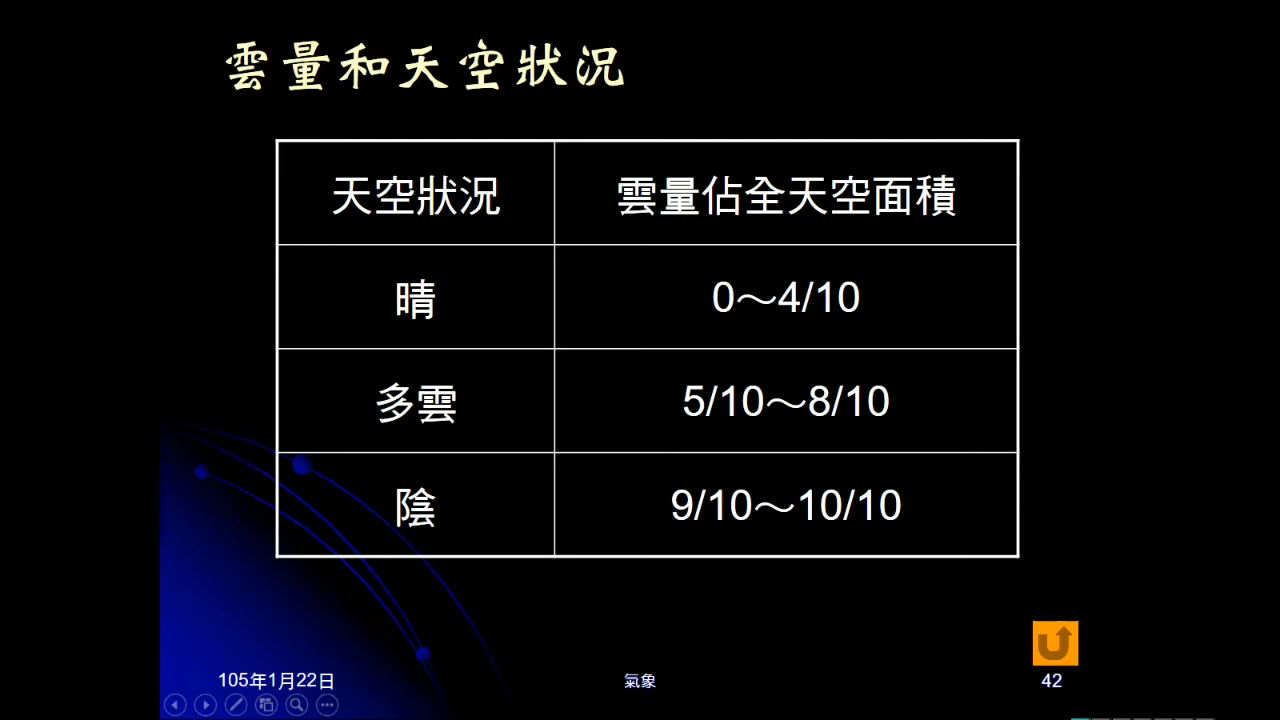 雲量和天空狀況
天空狀況 雲量佔全天空面積
晴 0～4/10
多雲 5/10～8/10
陰 9/10～10/10
105年1月22日 氣象 42